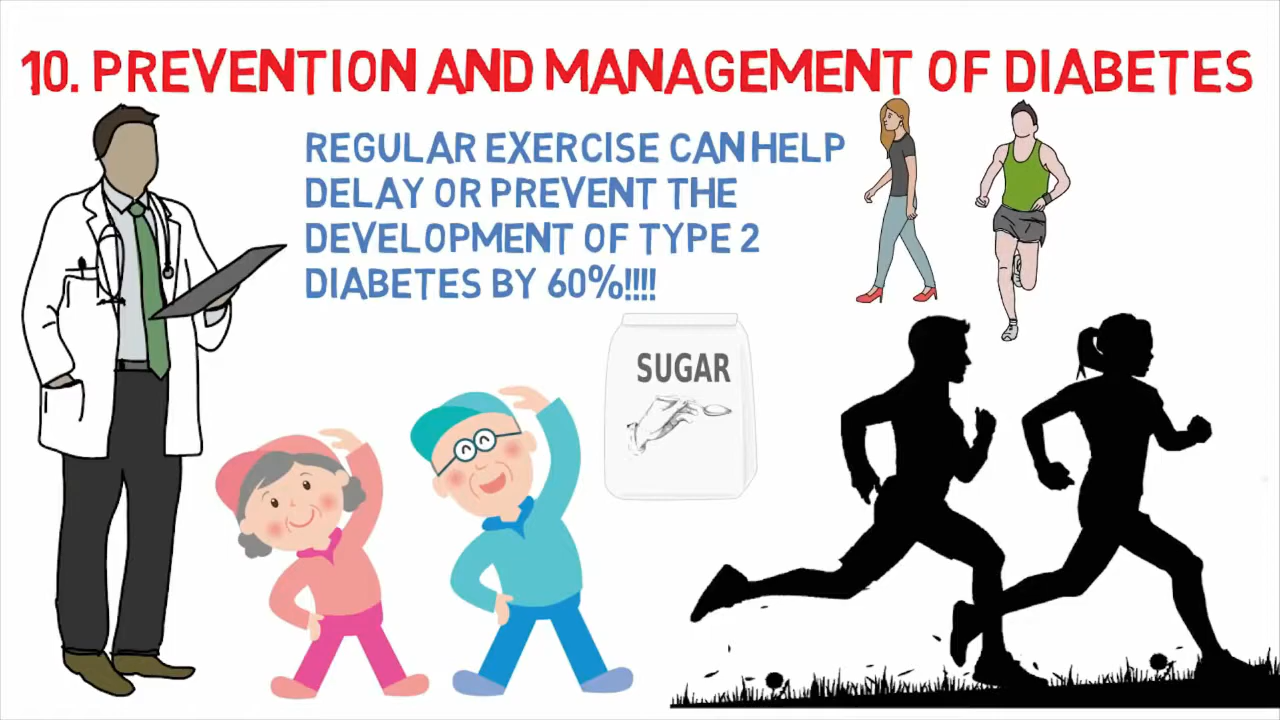 10. PREVENTION AND MANAGEMENT OF DIABETES
REGULAR EXERCISE CAN HELP
DELAY OR PREVENT THE
DEVELOPMENT OF TYPE 2
DIABETES BY 60%!!!!
SUGAR